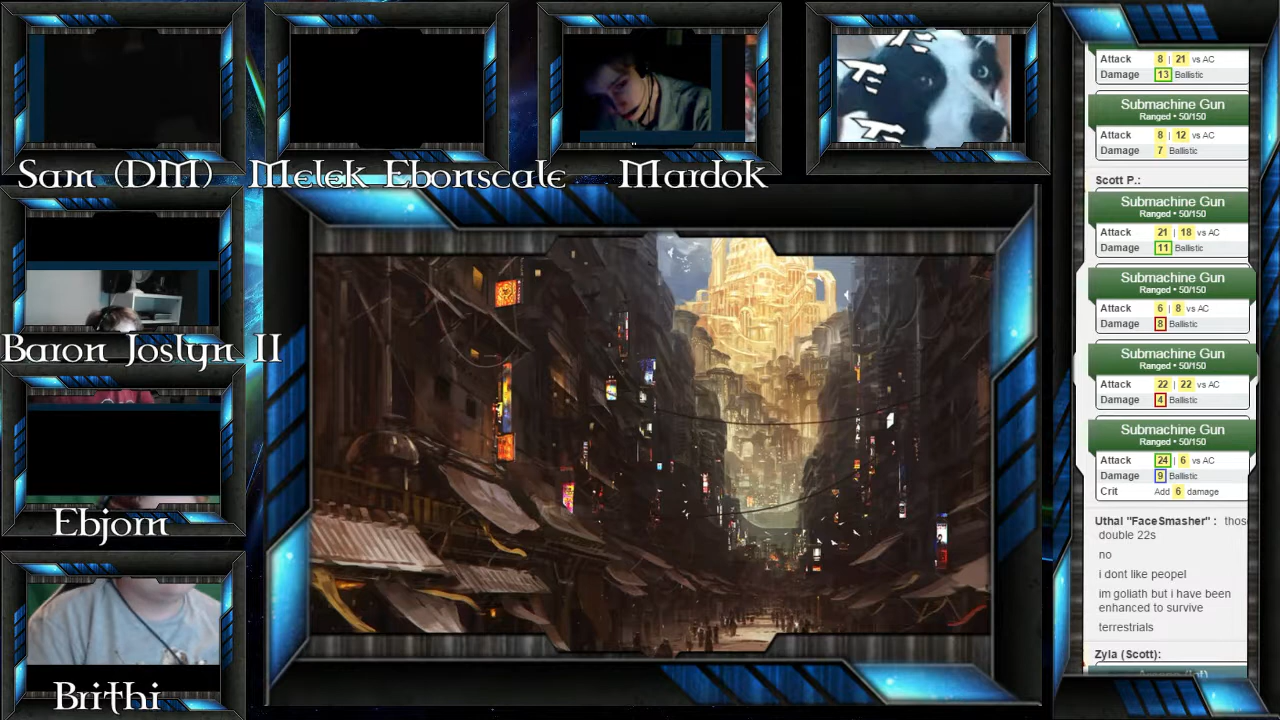 Sam (DM)
Melek Ebonscale
Mardok
Baron Joslyn II
Ebjorn
Brithi
Attack 8 | 21 vs AC
Damage 13 Ballistic
Submachine Gun
Ranged • 50/150
Attack 8 | 12 vs AC
Damage 7 Ballistic
Scott P.:
Submachine Gun
Ranged • 50/150
Attack 21 | 18 vs AC
Damage 11 Ballistic
Submachine Gun
Ranged • 50/150
Attack 6 | 8 vs AC
Damage 8 Ballistic
Submachine Gun
Ranged • 50/150
Attack 22 | 22 vs AC
Damage 4 Ballistic
Submachine Gun
Ranged • 50/150
Attack 24 | 6 vs AC
Damage 9 Ballistic
Crit Add 6 damage
Uthal "FaceSmasher" : thos
double 22s
no
i dont like peopel
im goliath but i have been
enhanced to survive
terrestrials
Zyla (Scott):